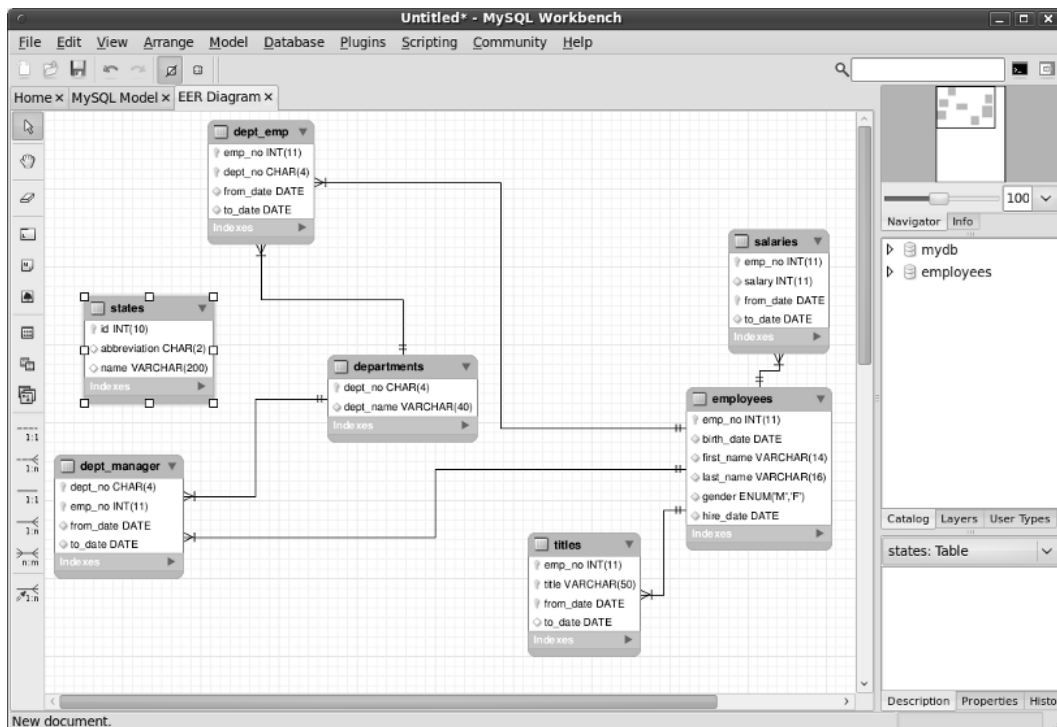 Untitled* - MySQL Workbench
File Edit View Arrange Model Database Plugins Scripting Community Help
Home MySQL Model EER Diagram
dept_emp
emp_no INT(11)
dept_no CHAR(4)
from_date DATE
to_date DATE
Indexes
states
id INT(10)
abbreviation CHAR(2)
name VARCHAR(200)
Indexes
departments
dept_no CHAR(4)
dept_name VARCHAR(40)
Indexes
dept_manager
dept_no CHAR(4)
emp_no INT(11)
from_date DATE
to_date DATE
Indexes
salaries
emp_no INT(11)
salary INT(11)
from_date DATE
to_date DATE
Indexes
employees
emp_no INT(11)
birth_date DATE
first_name VARCHAR(14)
last_name VARCHAR(16)
gender ENUM('M','F')
hire_date DATE
Indexes
titles
emp_no INT(11)
title VARCHAR(50)
from_date DATE
to_date DATE
Indexes
1:1
1:n
1:1
1:n
n:m
1:n
100
Navigator Info
mydb
employees
Catalog Layers User Types
states: Table
Description Properties Histo
New document.